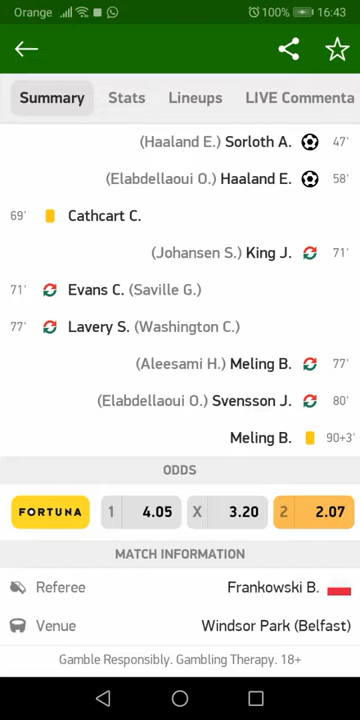 Orange 100% 16:43
Summary Stats Lineups LIVE Commenta
(Haaland E.) Sorloth A. 47'
(Elabdellaoui O.) Haaland E. 58'
69' Cathcart C.
(Johansen S.) King J. 71'
71' Evans C. (Saville G.)
77' Lavery S. (Washington C.)
(Aleesami H.) Meling B. 77'
(Elabdellaoui O.) Svensson J. 80'
Meling B. 90+3'
ODDS
FORTUNA 1 4.05 X 3.20 2 2.07
MATCH INFORMATION
Referee Frankowski B.
Venue Windsor Park (Belfast)
Gamble Responsibly. Gambling Therapy. 18+